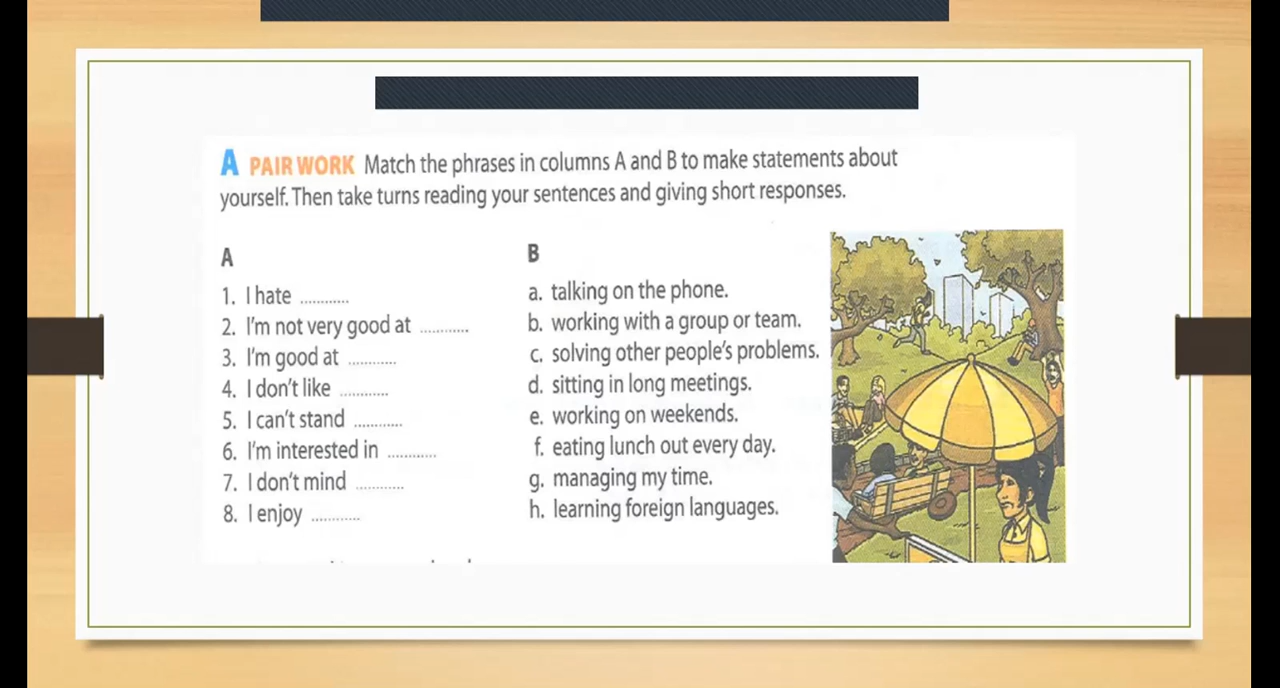 A PAIR WORK Match the phrases in columns A and B to make statements about
yourself. Then take turns reading your sentences and giving short responses.
A
1. I hate ............
2. I'm not very good at ............
3. I'm good at ............
4. I don't like ............
5. I can't stand ............
6. I'm interested in ............
7. I don't mind ............
8. I enjoy ............
B
a. talking on the phone.
b. working with a group or team.
c. solving other people's problems.
d. sitting in long meetings.
e. working on weekends.
f. eating lunch out every day.
g. managing my time.
h. learning foreign languages.